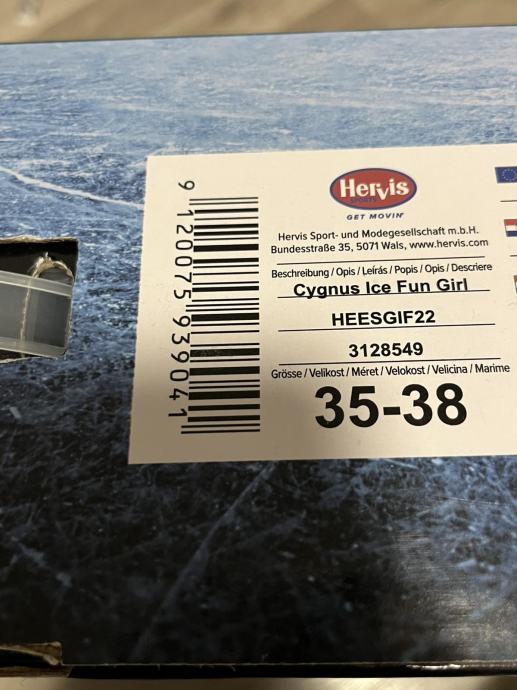 Hervis
SPORTS
GET MOVIN'
Hervis Sport- und Modegesellschaft m.b.H.
Bundesstraße 35, 5071 Wals, www.hervis.com
Beschreibung / Opis / Leírás / Popis / Opis / Descriere
Cygnus Ice Fun Girl
HEESGIF22
3128549
Grösse / Velikost / Méret / Velokost / Velicina / Marime
35-38
9 120075 939041